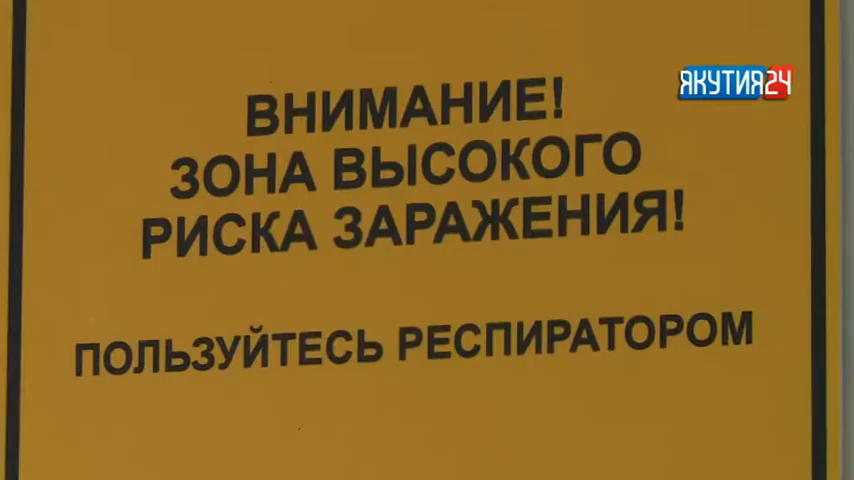 ЯКУТИЯ24
ВНИМАНИЕ!
ЗОНА ВЫСОКОГО
РИСКА ЗАРАЖЕНИЯ!
ПОЛЬЗУЙТЕСЬ РЕСПИРАТОРОМ